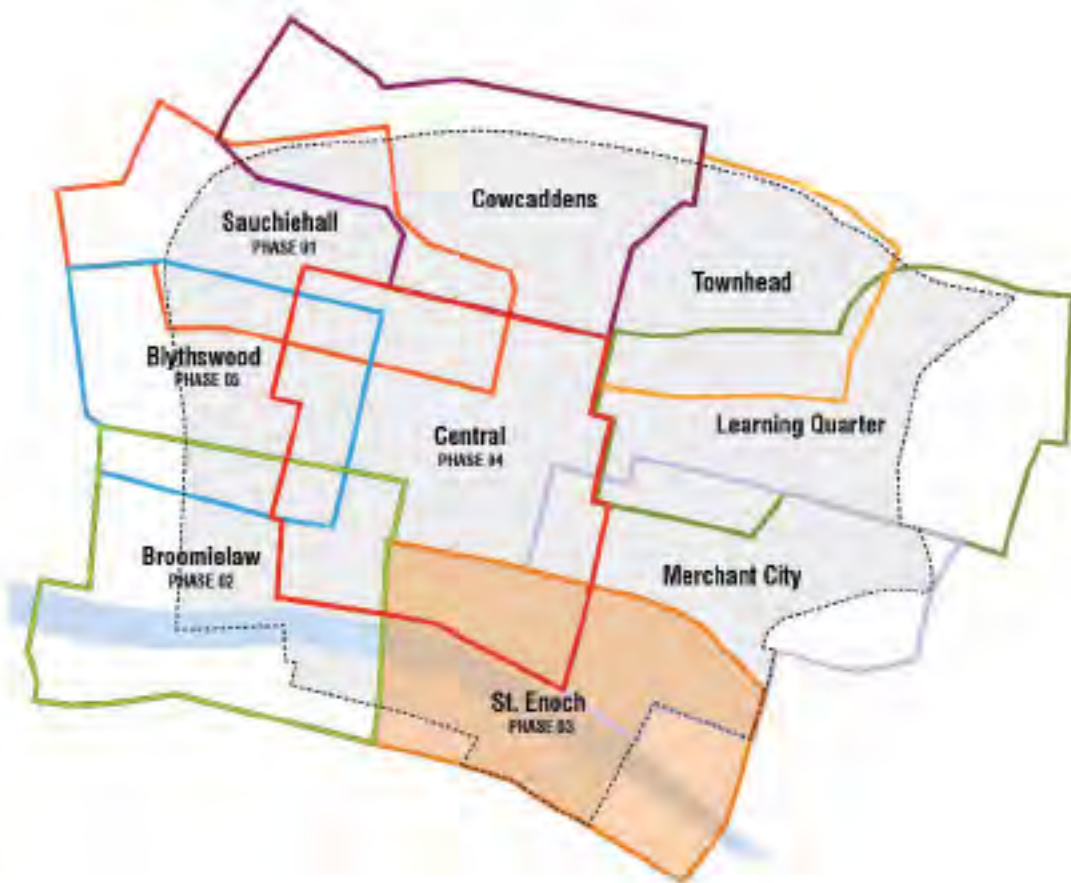 Cowcaddens
Sauchiehall
PHASE 01
Townhead
Blythswood
PHASE 05
Learning Quarter
Central
PHASE 04
Broomielaw
PHASE 02
Merchant City
St. Enoch
PHASE 03